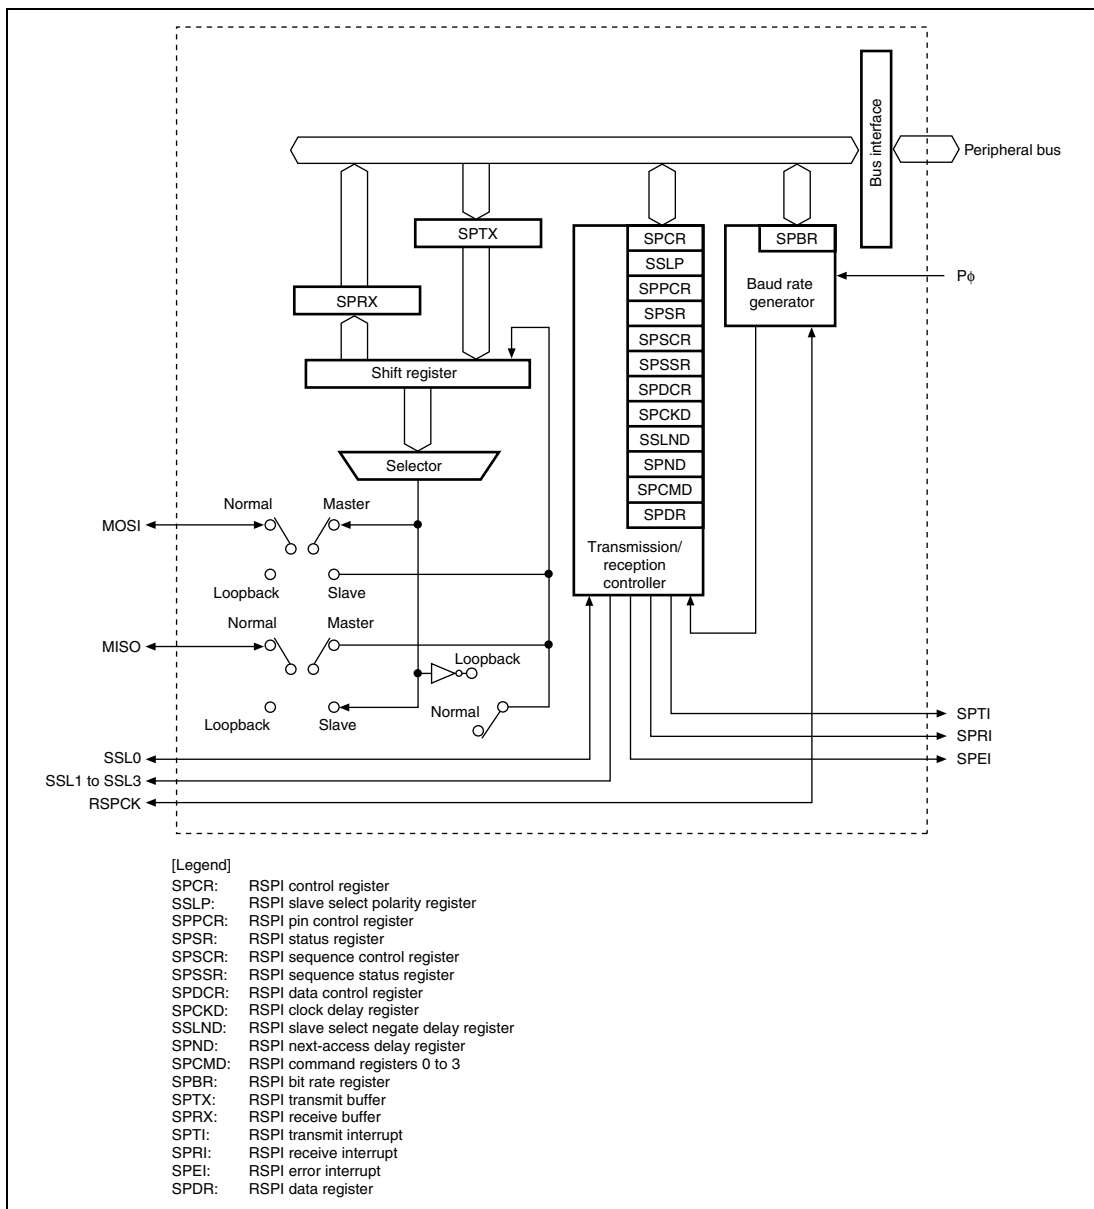 Bus interface
Peripheral bus
SPTX
SPCR
SPBR
SSLP
Baud rate
generator
Pϕ
SPRX
SPPCR
SPSR
SPSCR
SPSSR
Shift register
SPDCR
SPCKD
SSLND
Selector
SPND
SPCMD
SPDR
Normal
Master
MOSI
Transmission/
reception
controller
Loopback
Slave
Normal
Master
MISO
Loopback
Loopback
Slave
Normal
SPTI
SPRI
SSL0
SPEI
SSL1 to SSL3
RSPCK
[Legend]
SPCR: RSPI control register
SSLP: RSPI slave select polarity register
SPPCR: RSPI pin control register
SPSR: RSPI status register
SPSCR: RSPI sequence control register
SPSSR: RSPI sequence status register
SPDCR: RSPI data control register
SPCKD: RSPI clock delay register
SSLND: RSPI slave select negate delay register
SPND: RSPI next-access delay register
SPCMD: RSPI command registers 0 to 3
SPBR: RSPI bit rate register
SPTX: RSPI transmit buffer
SPRX: RSPI receive buffer
SPTI: RSPI transmit interrupt
SPRI: RSPI receive interrupt
SPEI: RSPI error interrupt
SPDR: RSPI data register